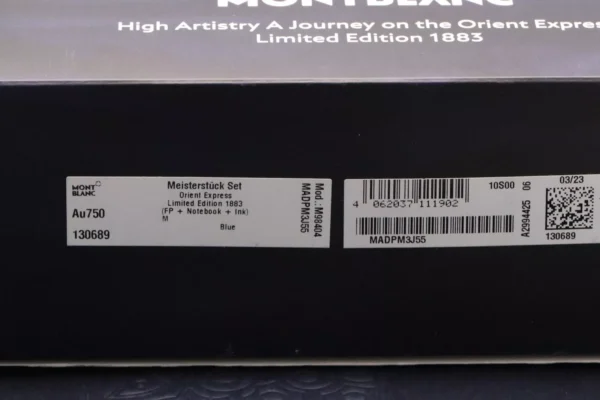 MONTBLANC
High Artistry A Journey on the Orient Expre
Limited Edition 1883
MONT
BLANC
Au750
130689
Meisterstück Set
Orient Express
Limited Edition 1883
(FP + Notebook + Ink)
M
Blue
Mod.: M98404
MADPM3J55
4 062037 111902
MADPM3J55
10S00
06
A2994425
03/23
130689